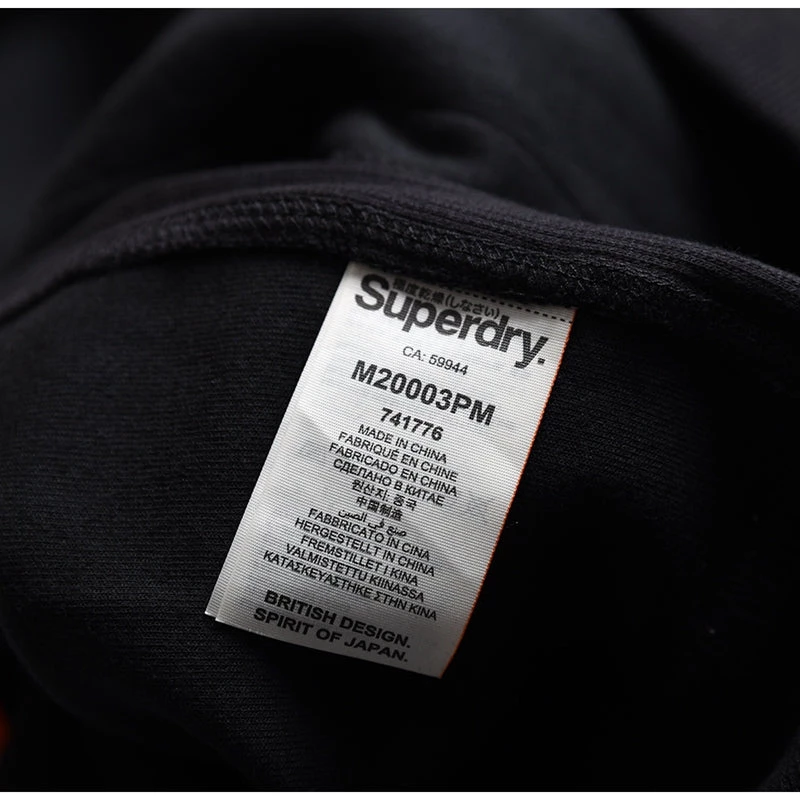 極度乾燥(しなさい)
Superdry.
CA: 59944
M20003PM
741776
MADE IN CHINA
FABRIQUÉ EN CHINE
FABRICADO EN CHINA
СДЕЛАНО В КИТАЕ
원산지: 중국
中国制造
صنع في الصين
FABBRICATO IN CINA
HERGESTELLT IN CHINA
FREMSTILLET I KINA
VALMISTETTU KIINASSA
ΚΑΤΑΣΚΕΥΑΣΤΗΚΕ ΣΤΗΝ ΚΙΝΑ
BRITISH DESIGN.
SPIRIT OF JAPAN.